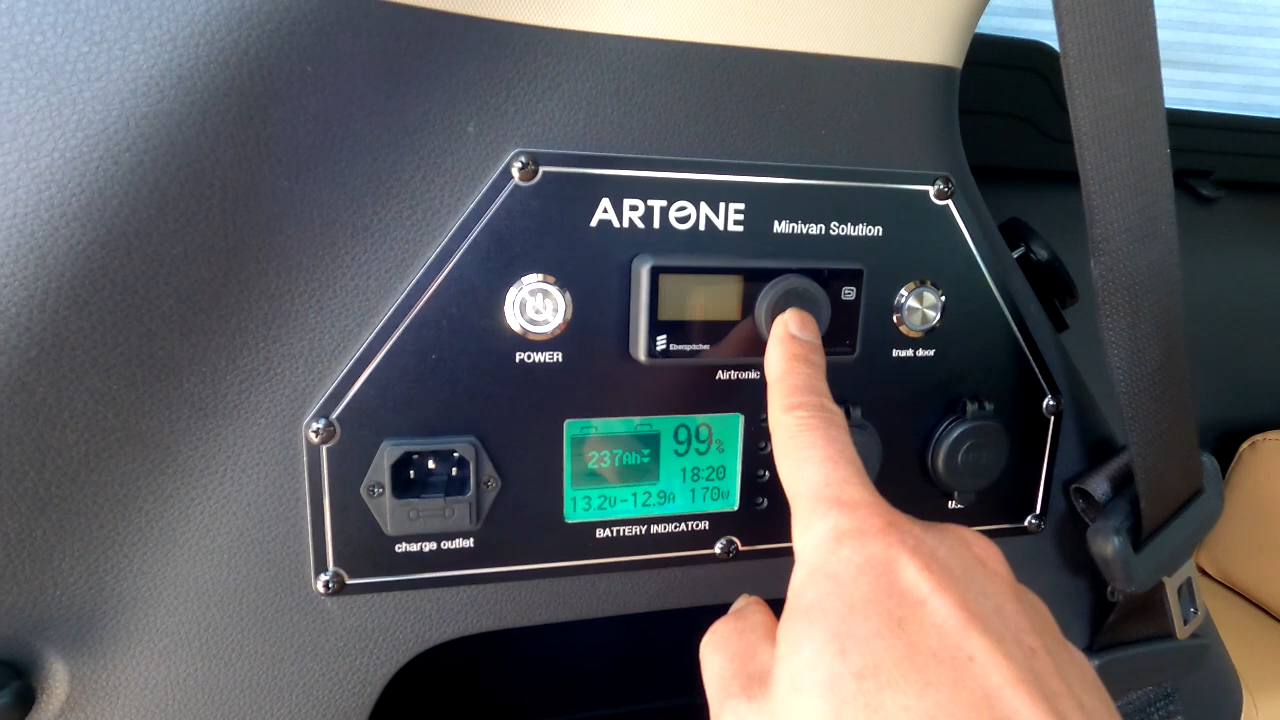 ARTONE
Minivan Solution
POWER
Eberspächer
Airtronic
trunk door
99%
237Ah
18:20
13.2v-12.9A 170w
BATTERY INDICATOR
charge outlet